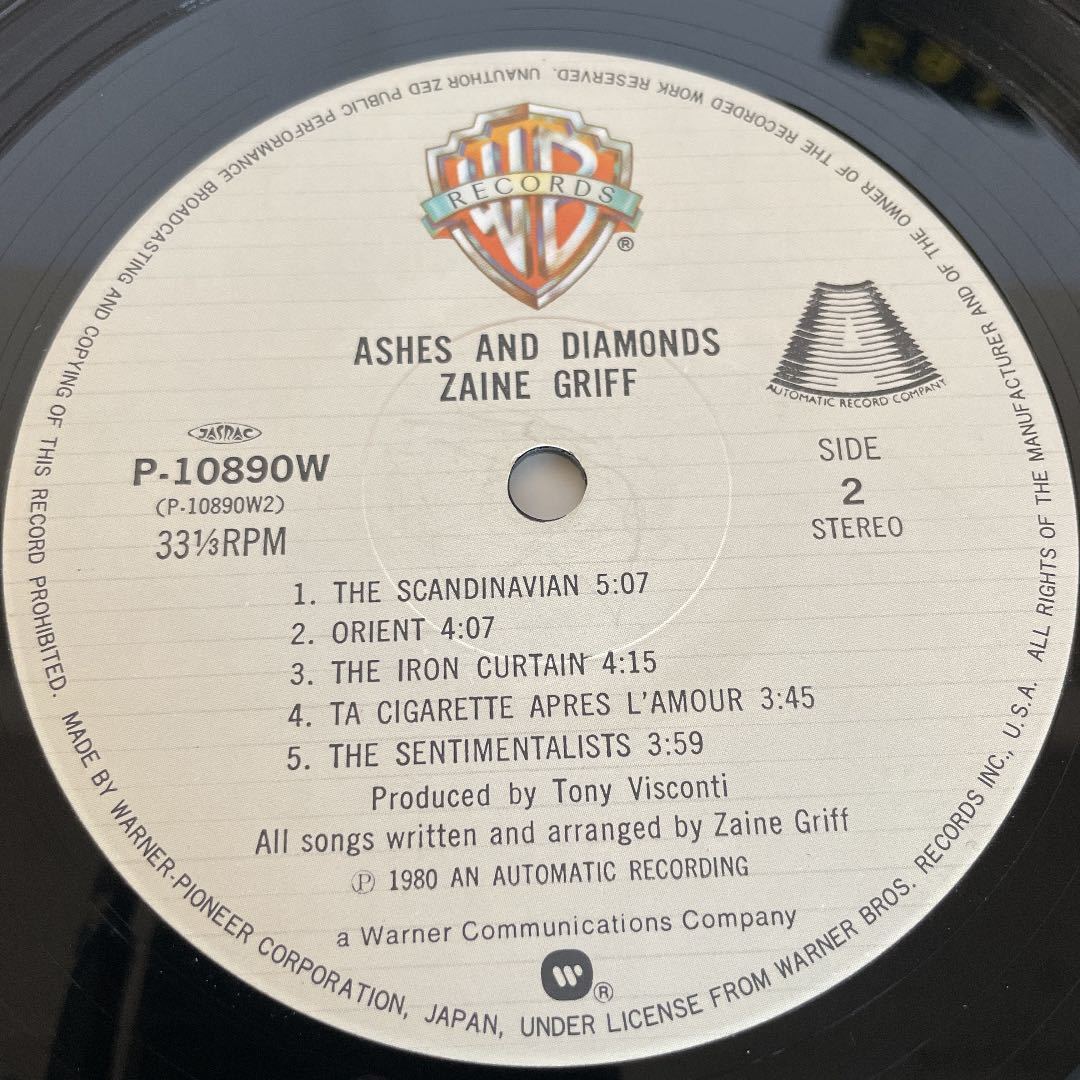 WB
RECORDS
®
ASHES AND DIAMONDS
ZAINE GRIFF
AUTOMATIC RECORD COMPANY
JASRAC
P-10890W
(P-10890W2)
33⅓RPM
SIDE
2
STEREO
1. THE SCANDINAVIAN 5:07
2. ORIENT 4:07
3. THE IRON CURTAIN 4:15
4. TA CIGARETTE APRES L'AMOUR 3:45
5. THE SENTIMENTALISTS 3:59
Produced by Tony Visconti
All songs written and arranged by Zaine Griff
Ⓟ 1980 AN AUTOMATIC RECORDING
a Warner Communications Company
W®
MADE BY WARNER-PIONEER CORPORATION, JAPAN, UNDER LICENSE FROM WARNER BROS. RECORDS INC., U.S.A. ALL RIGHTS OF THE MANUFACTURER AND OF THE OWNER OF THE RECORDED WORK RESERVED. UNAUTHOR ZED PUBLIC PERFORMANCE BROADCASTING AND COPYING OF THIS RECORD PROHIBITED.